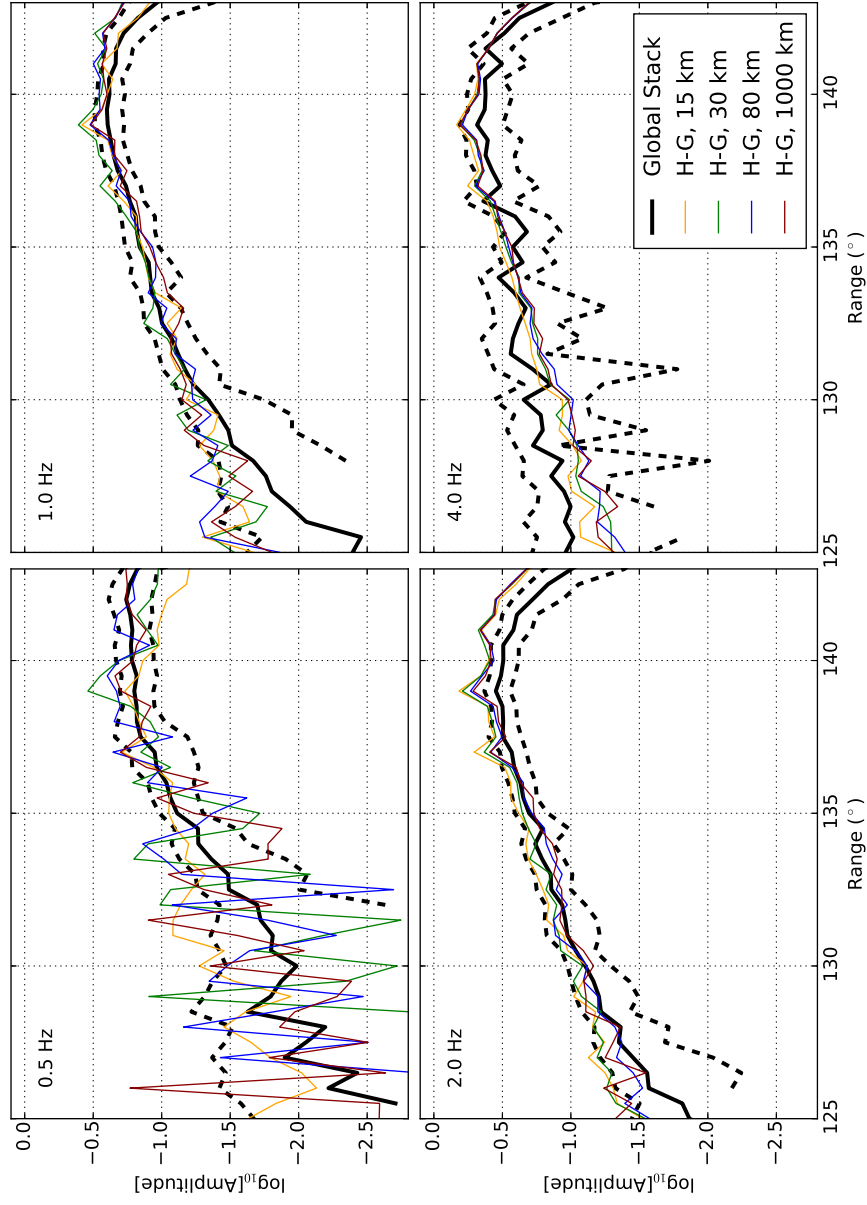 0.5 Hz
1.0 Hz
log10[Amplitude]
0.0
−0.5
−1.0
−1.5
−2.0
−2.5
2.0 Hz
4.0 Hz
log10[Amplitude]
0.0
−0.5
−1.0
−1.5
−2.0
−2.5
125
130
135
140
Range (°)
125
130
135
140
Range (°)
Global Stack
H-G, 15 km
H-G, 30 km
H-G, 80 km
H-G, 1000 km